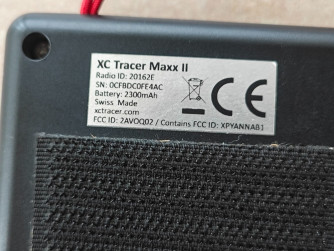 XC Tracer Maxx II
Radio ID: 20162E
SN: 0CFBDC0FE4AC
Battery: 2300mAh
Swiss Made
xctracer.com
FCC ID: 2AVOQ02 / Contains FCC ID: XPYANNAB1
CE